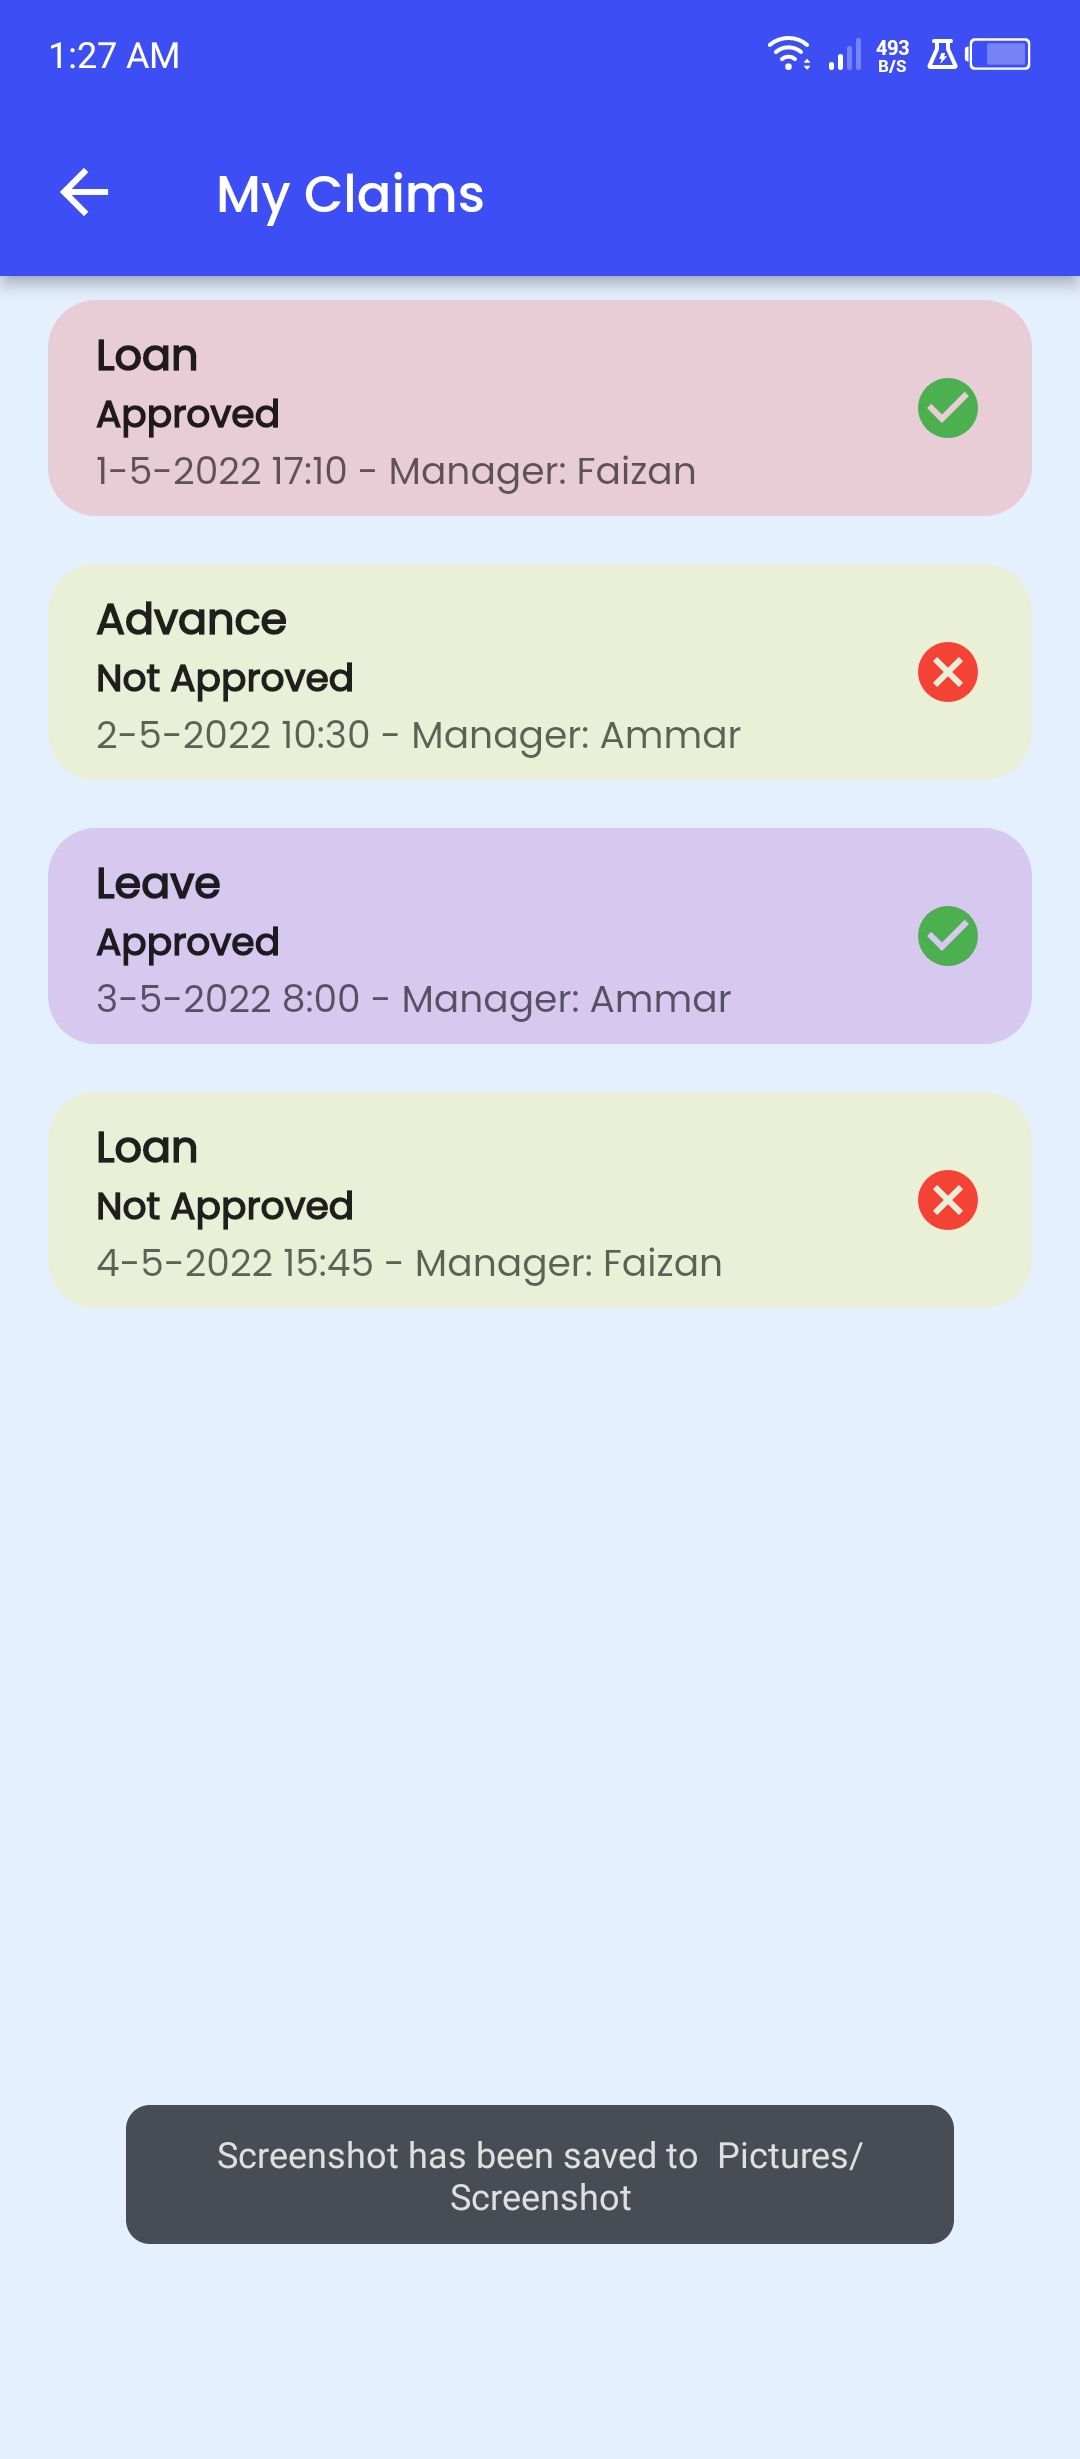 1:27 AM
493
B/S
My Claims
Loan
Approved
1-5-2022 17:10 - Manager: Faizan
Advance
Not Approved
2-5-2022 10:30 - Manager: Ammar
Leave
Approved
3-5-2022 8:00 - Manager: Ammar
Loan
Not Approved
4-5-2022 15:45 - Manager: Faizan
Screenshot has been saved to  Pictures/
Screenshot